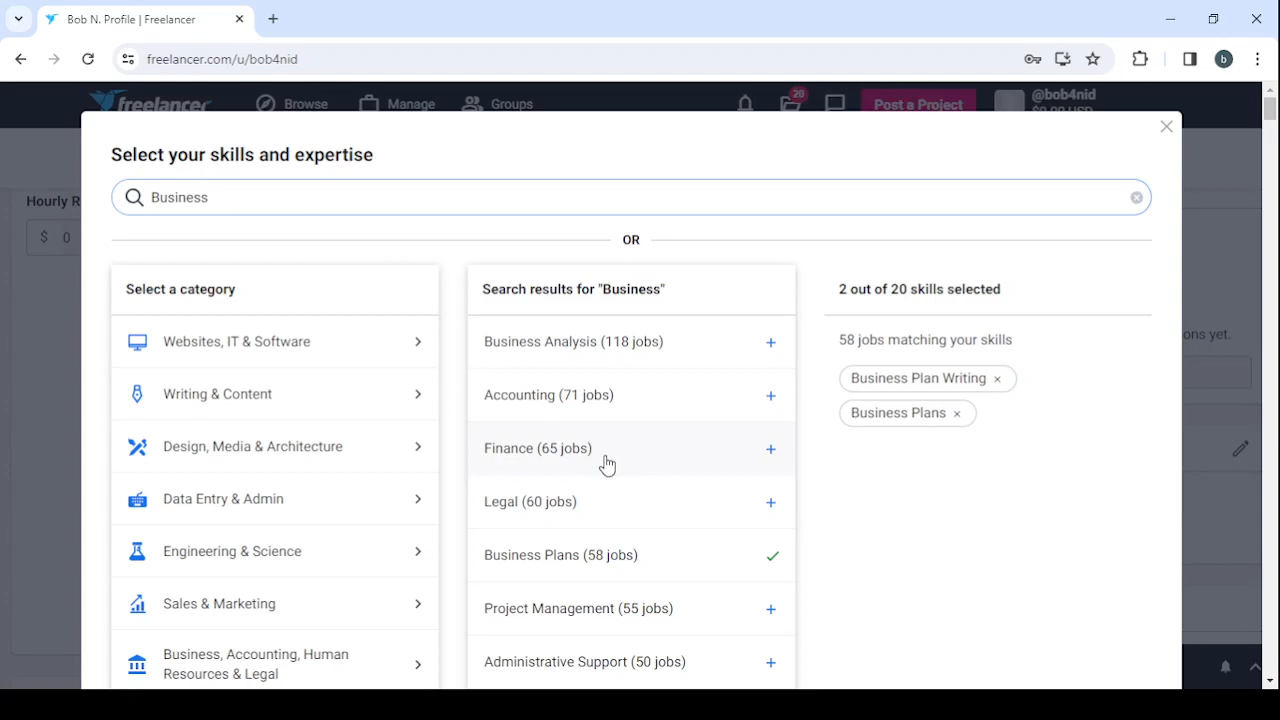 Bob N. Profile | Freelancer
freelancer.com/u/bob4nid
b
freelancer
Browse
Manage
Groups
20
Post a Project
@bob4nid
Select your skills and expertise
Business
Hourly R
$ 0
OR
Select a category
Websites, IT & Software
Writing & Content
Design, Media & Architecture
Data Entry & Admin
Engineering & Science
Sales & Marketing
Business, Accounting, Human
Resources & Legal
Search results for "Business"
Business Analysis (118 jobs)
Accounting (71 jobs)
Finance (65 jobs)
Legal (60 jobs)
Business Plans (58 jobs)
Project Management (55 jobs)
Administrative Support (50 jobs)
2 out of 20 skills selected
58 jobs matching your skills
Business Plan Writing ×
Business Plans ×
ons yet.